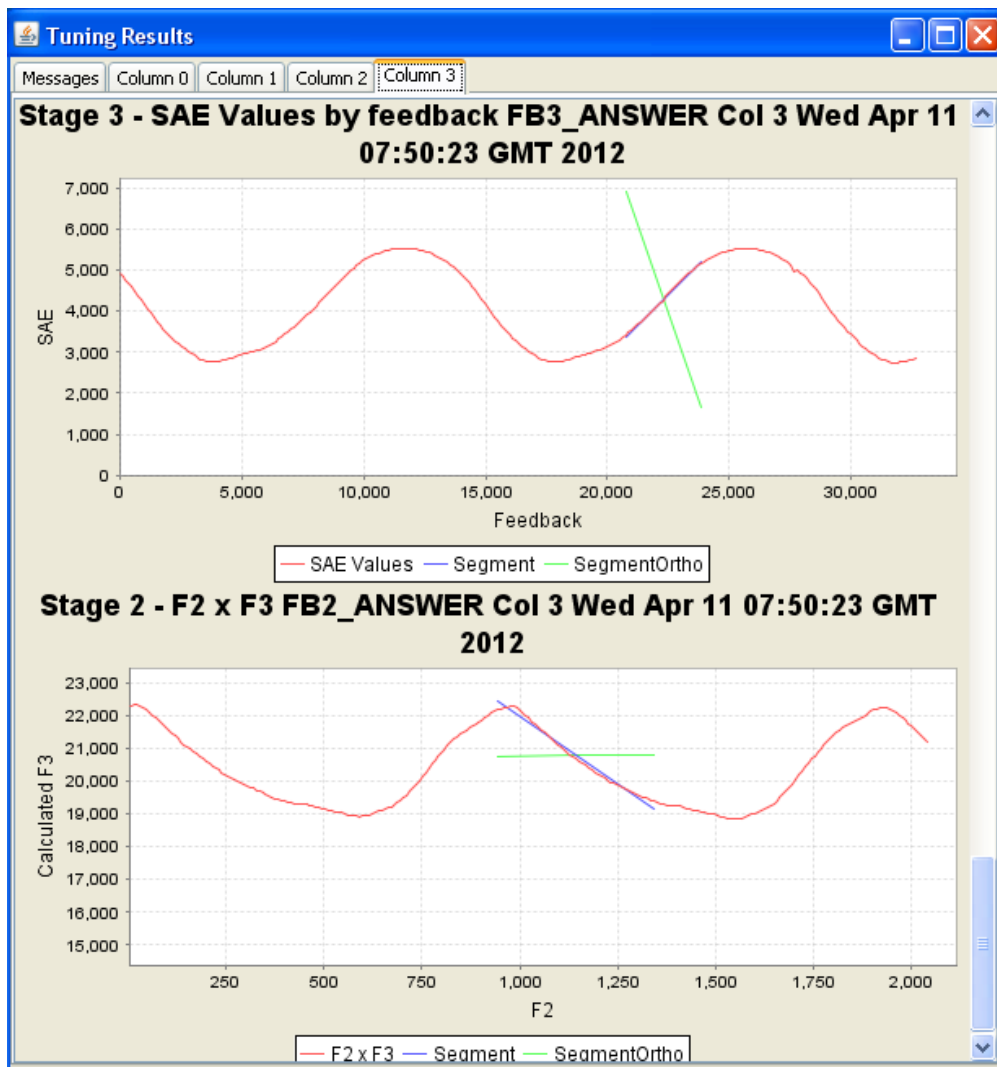 Tuning Results
Messages Column 0 Column 1 Column 2 Column 3
Stage 3 - SAE Values by feedback FB3_ANSWER Col 3 Wed Apr 11
07:50:23 GMT 2012
7,000
6,000
5,000
4,000
3,000
2,000
1,000
0
SAE
0 5,000 10,000 15,000 20,000 25,000 30,000
Feedback
SAE Values Segment SegmentOrtho
Stage 2 - F2 x F3 FB2_ANSWER Col 3 Wed Apr 11 07:50:23 GMT
2012
23,000
22,000
21,000
20,000
19,000
18,000
17,000
16,000
15,000
Calculated F3
250 500 750 1,000 1,250 1,500 1,750 2,000
F2
F2 x F3 Segment SegmentOrtho